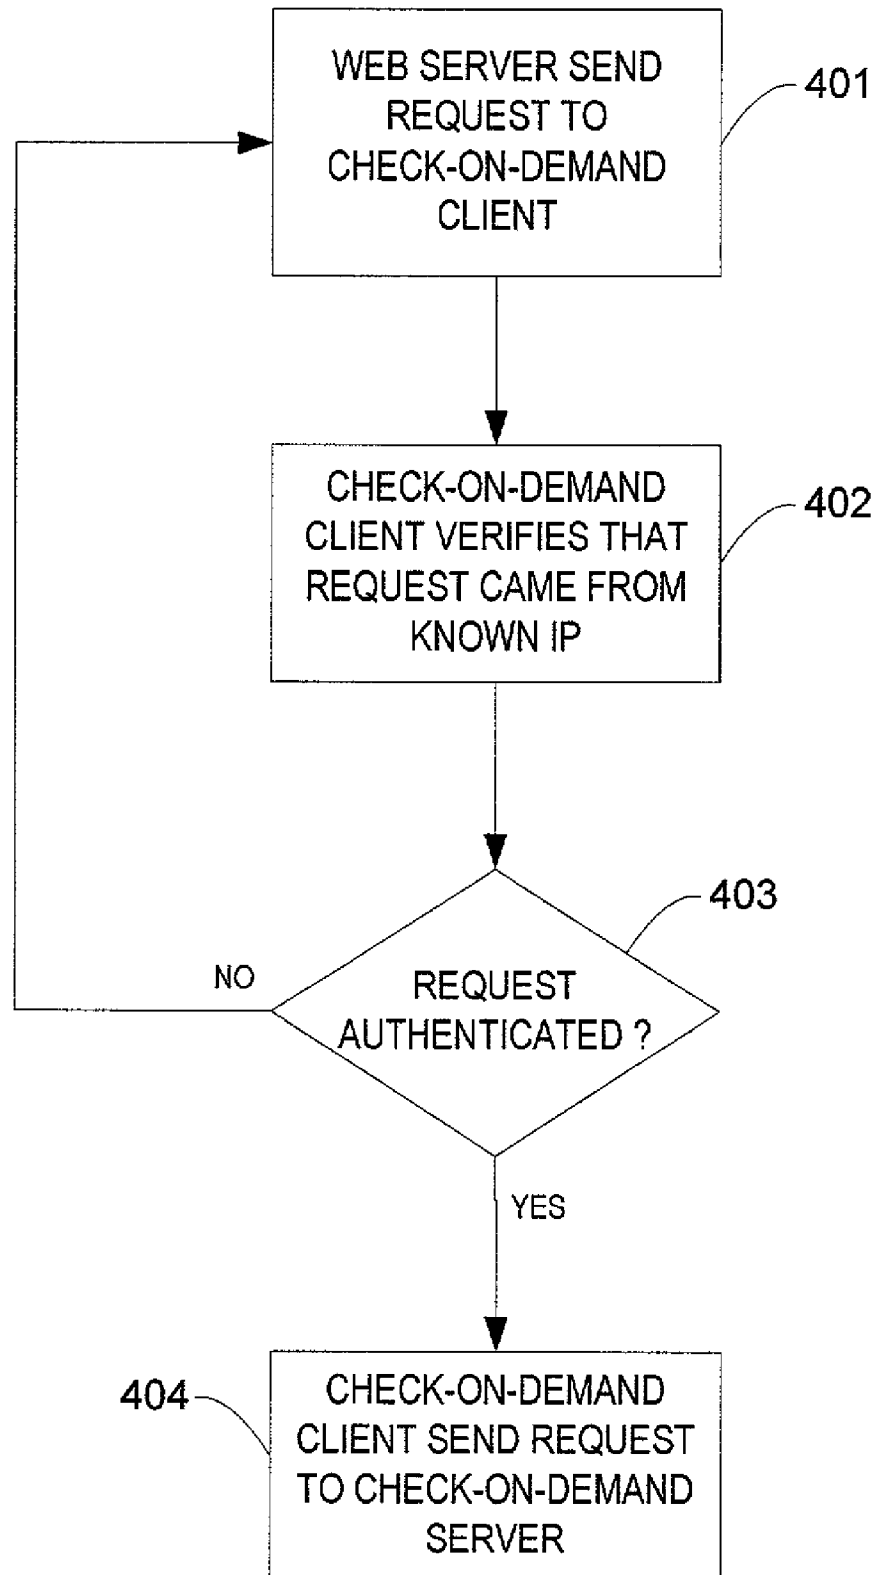 WEB SERVER SEND
REQUEST TO
CHECK-ON-DEMAND
CLIENT
401
CHECK-ON-DEMAND
CLIENT VERIFIES THAT
REQUEST CAME FROM
KNOWN IP
402
403
NO
REQUEST
AUTHENTICATED ?
YES
404
CHECK-ON-DEMAND
CLIENT SEND REQUEST
TO CHECK-ON-DEMAND
SERVER